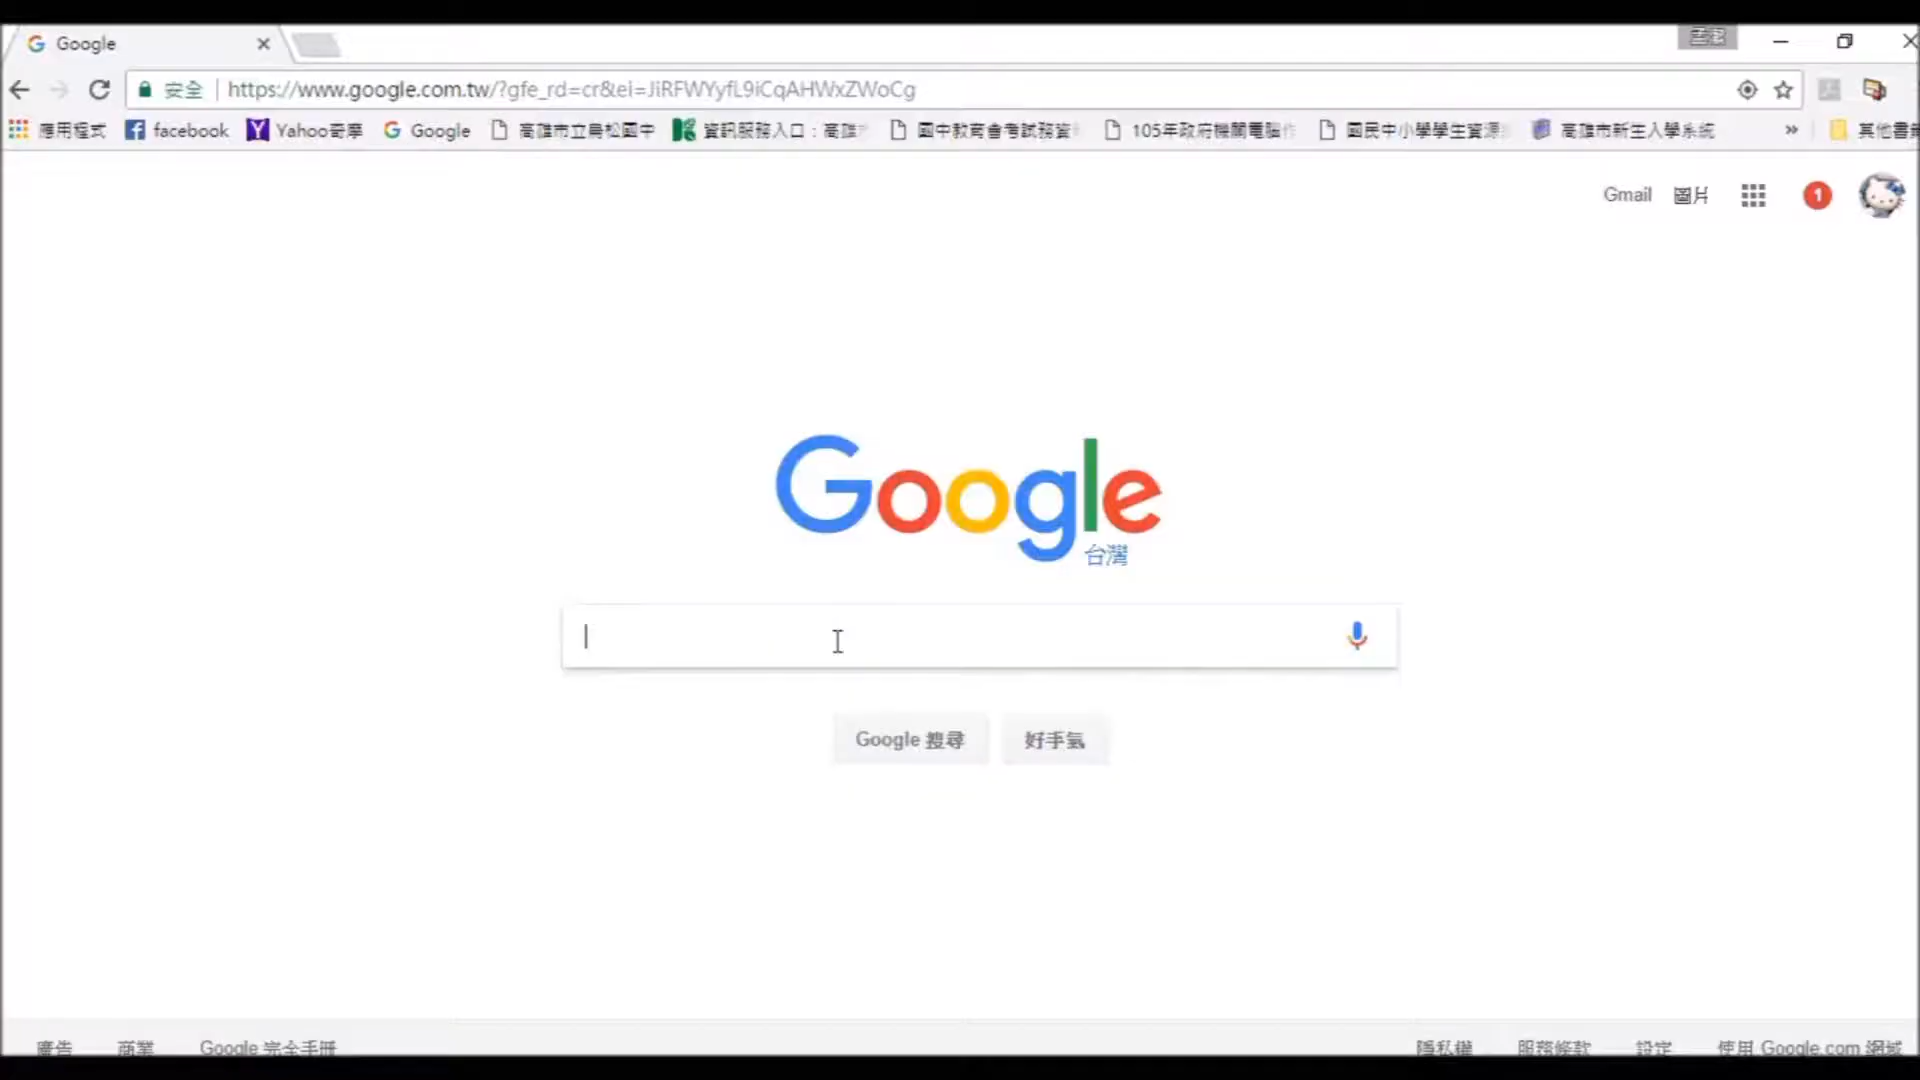 Google
安全 https://www.google.com.tw/?gfe_rd=cr&ei=JiRFWYyfL9iCqAHWxZWoCg
應用程式 facebook Yahoo奇摩 Google 高雄市立鳥松國中 資訊服務入口：高雄 國中教育會考試務資 105年政府機關電腦 國民中小學學生資源 高雄市新生入學系統 » 其他書籤
Gmail 圖片 1
Google
台灣
Google 搜尋 好手氣
廣告 商業 Google 完全手冊 隱私權 服務條款 設定 使用 Google.com 網域